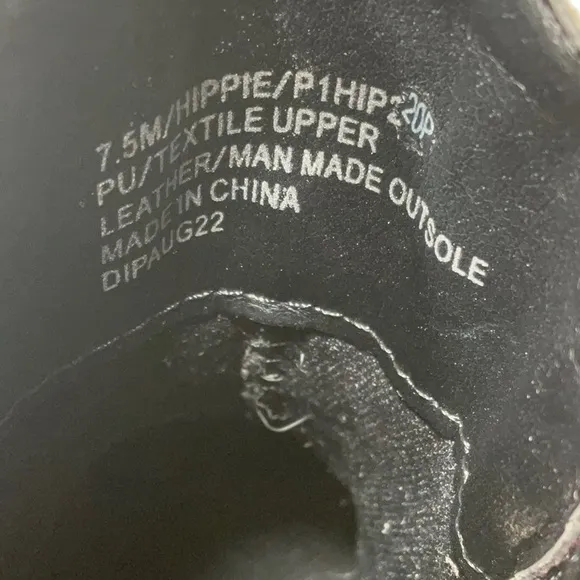 7.5M/HIPPIE/P1HIP220P
PU/TEXTILE UPPER
LEATHER/MAN MADE OUTSOLE
MADE IN CHINA
DIPAUG22